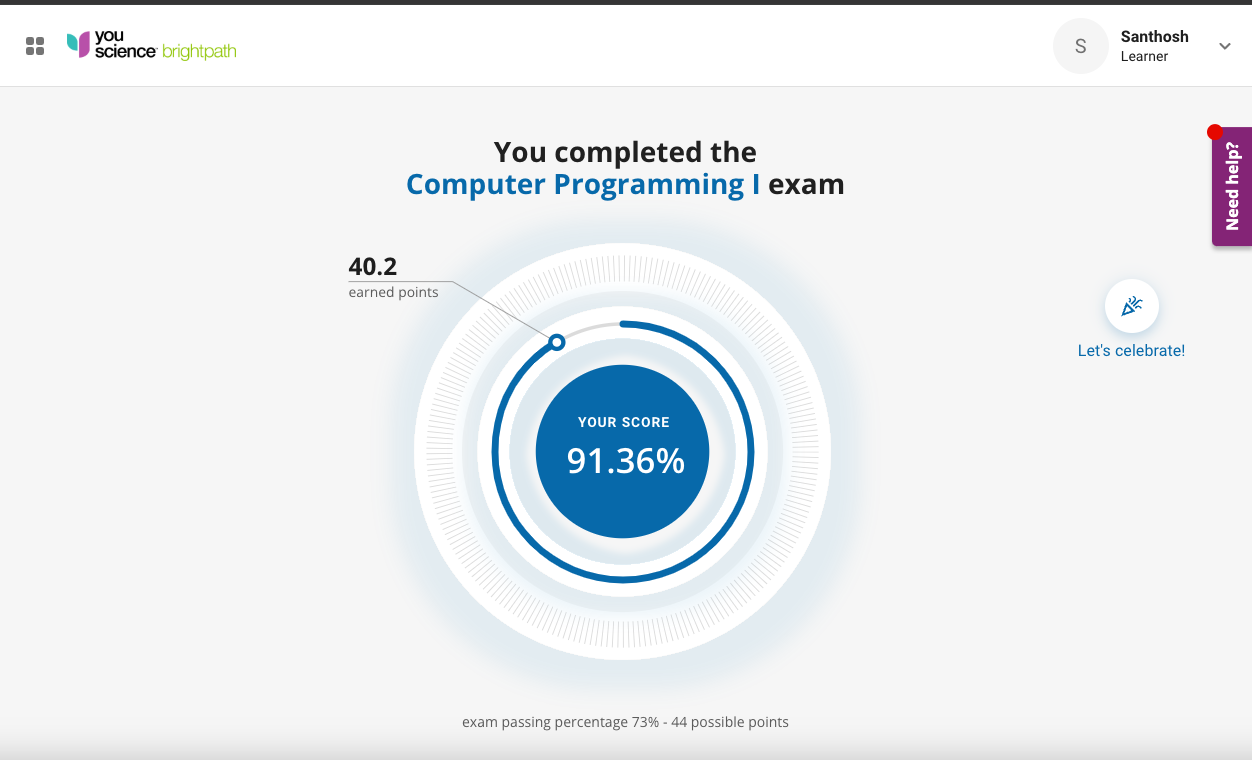 you
science brightpath
S
Santhosh
Learner
Need help?
You completed the
Computer Programming I exam
40.2
earned points
YOUR SCORE
91.36%
Let's celebrate!
exam passing percentage 73% - 44 possible points